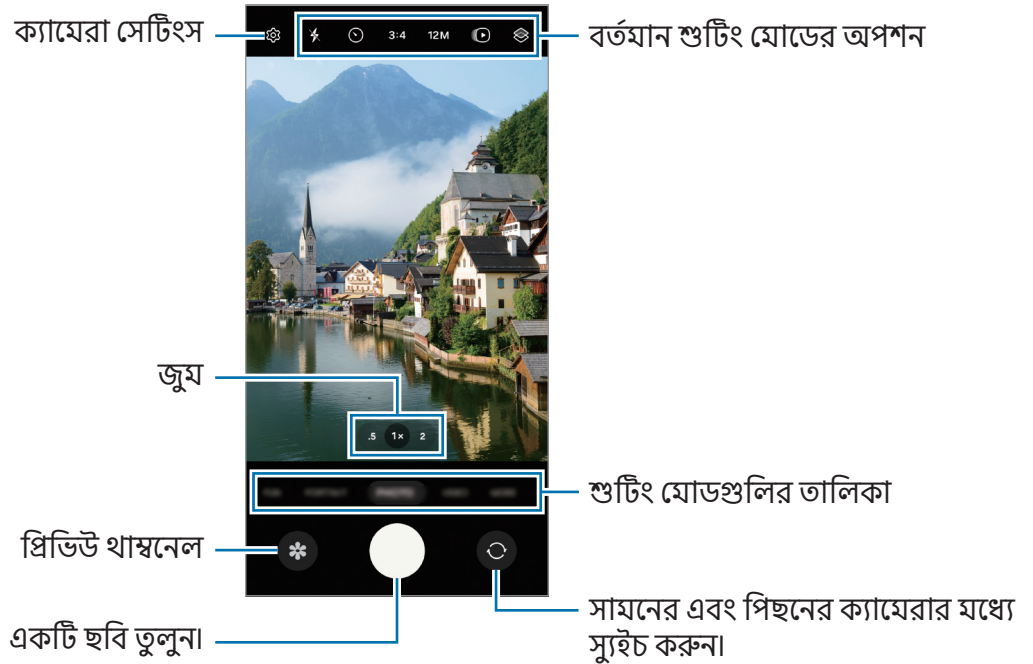 ক্যামেরা সেটিংস
3:4 12M
বর্তমান শুটিং মোডের অপশন
জুম
.5 1× 2
শুটিং মোডগুলির তালিকা
প্রিভিউ থাম্বনেল
একটি ছবি তুলুন।
সামনের এবং পিছনের ক্যামেরার মধ্যে
স্যুইচ করুন।